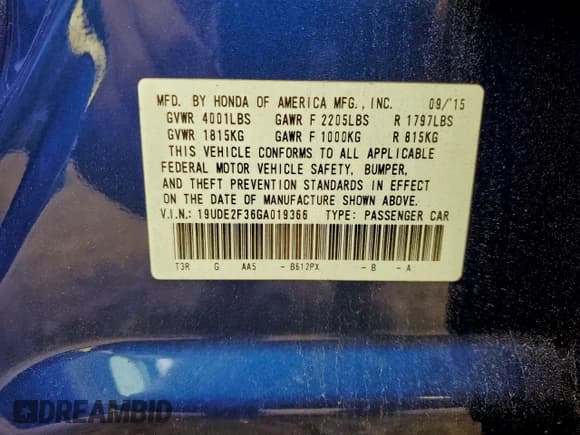 MFD. BY HONDA OF AMERICA MFG., INC. 09/'15
GVWR 4001LBS GAWR F 2205LBS R 1797LBS
GVWR 1815KG GAWR F 1000KG R 815KG
THIS VEHICLE CONFORMS TO ALL APPLICABLE
FEDERAL MOTOR VEHICLE SAFETY, BUMPER,
AND THEFT PREVENTION STANDARDS IN EFFECT
ON THE DATE OF MANUFACTURE SHOWN ABOVE.
V.I.N.: 19UDE2F36GA019366 TYPE: PASSENGER CAR
T3R G AA5 - B612PX - B - A
DREAMBID